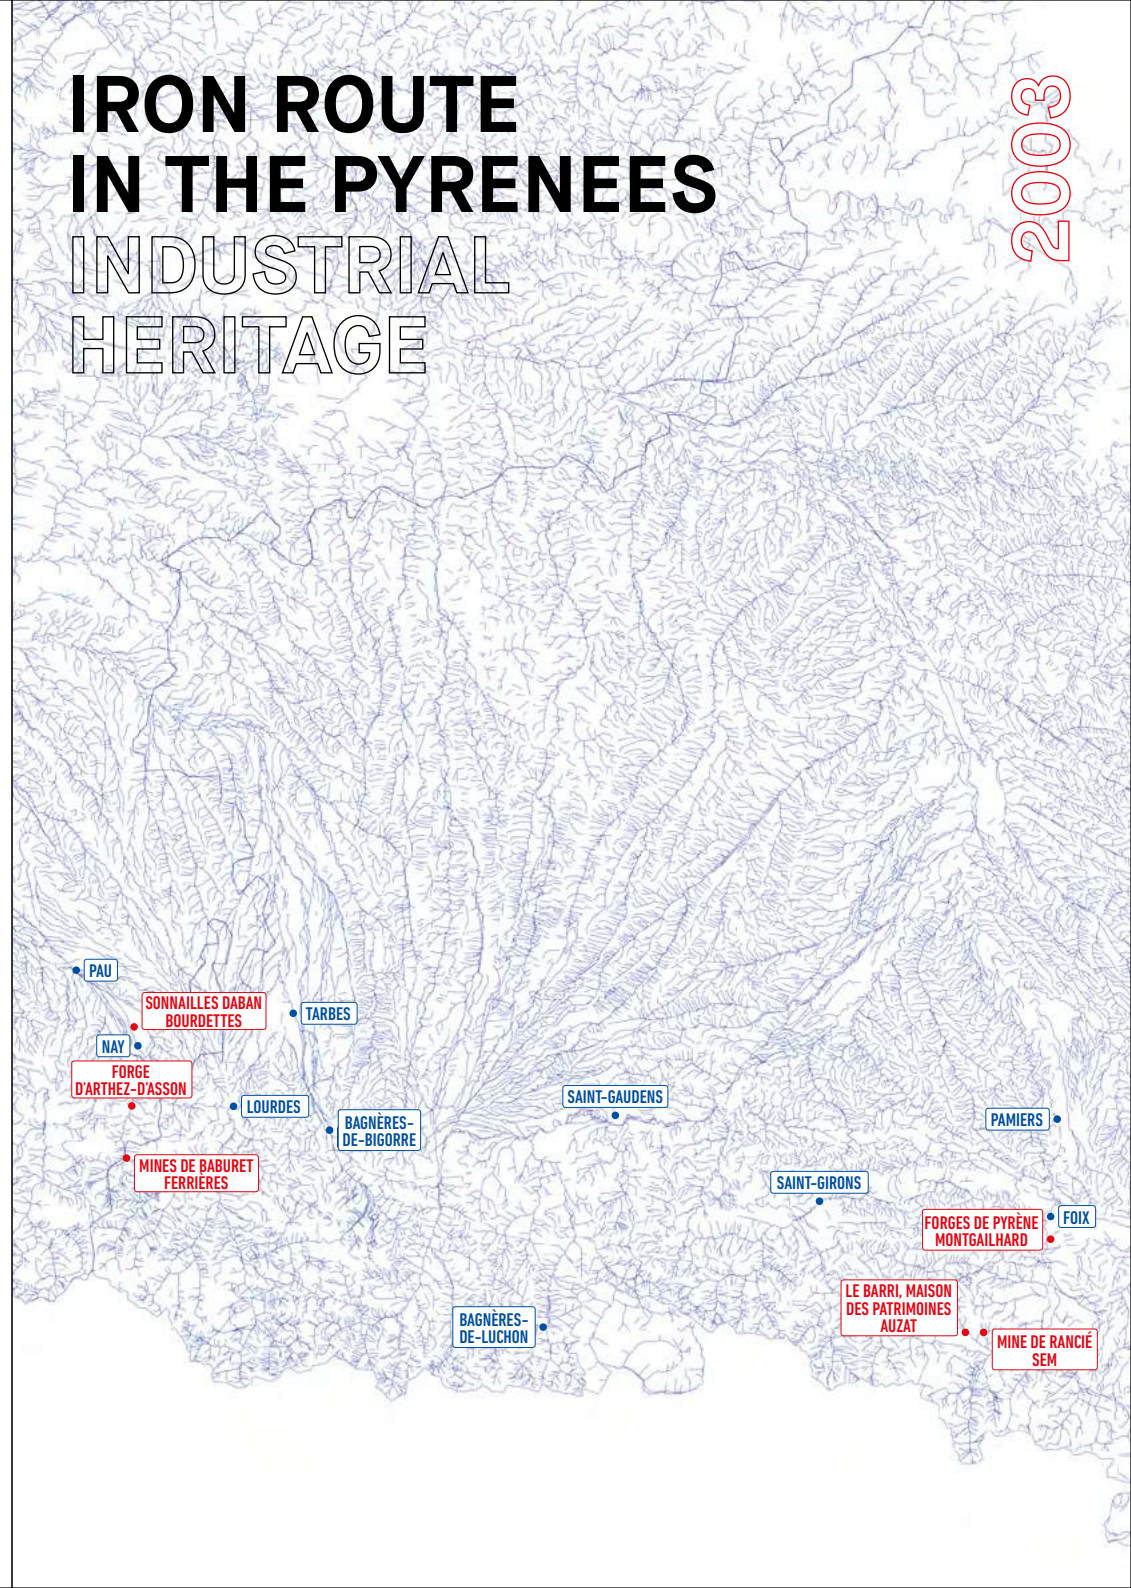 IRON ROUTE
IN THE PYRENEES
INDUSTRIAL
HERITAGE
2003
PAU
SONNAILLES DABAN
BOURDETTES
TARBES
NAY
FORGE
D'ARTHEZ-D'ASSON
LOURDES
BAGNÈRES-
DE-BIGORRE
SAINT-GAUDENS
PAMIERS
MINES DE BABURET
FERRIÈRES
SAINT-GIRONS
FORGES DE PYRÈNE
MONTGAILHARD
FOIX
LE BARRI, MAISON
DES PATRIMOINES
AUZAT
BAGNÈRES-
DE-LUCHON
MINE DE RANCIÉ
SEM